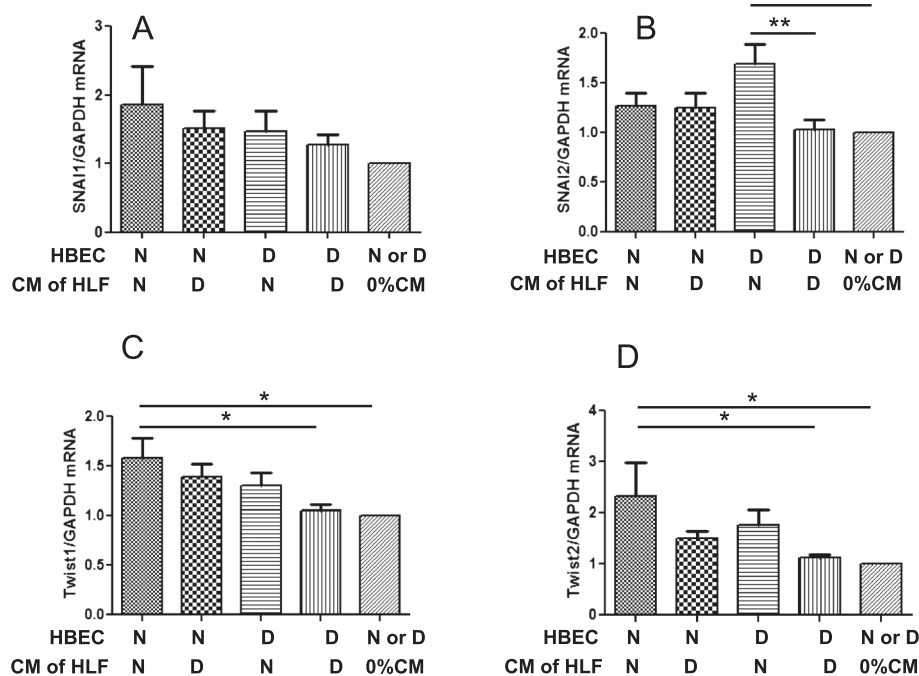 A
SNAI1/GAPDH mRNA
3
2
1
0
HBEC N N D D N or D
CM of HLF N D N D 0%CM
B
**
SNAI2/GAPDH mRNA
2.0
1.5
1.0
0.5
0.0
HBEC N N D D N or D
CM of HLF N D N D 0%CM
C
*
*
Twist1/GAPDH mRNA
2.0
1.5
1.0
0.5
0.0
HBEC N N D D N or D
CM of HLF N D N D 0%CM
D
*
*
Twist2/GAPDH mRNA
4
3
2
1
0
HBEC N N D D N or D
CM of HLF N D N D 0%CM